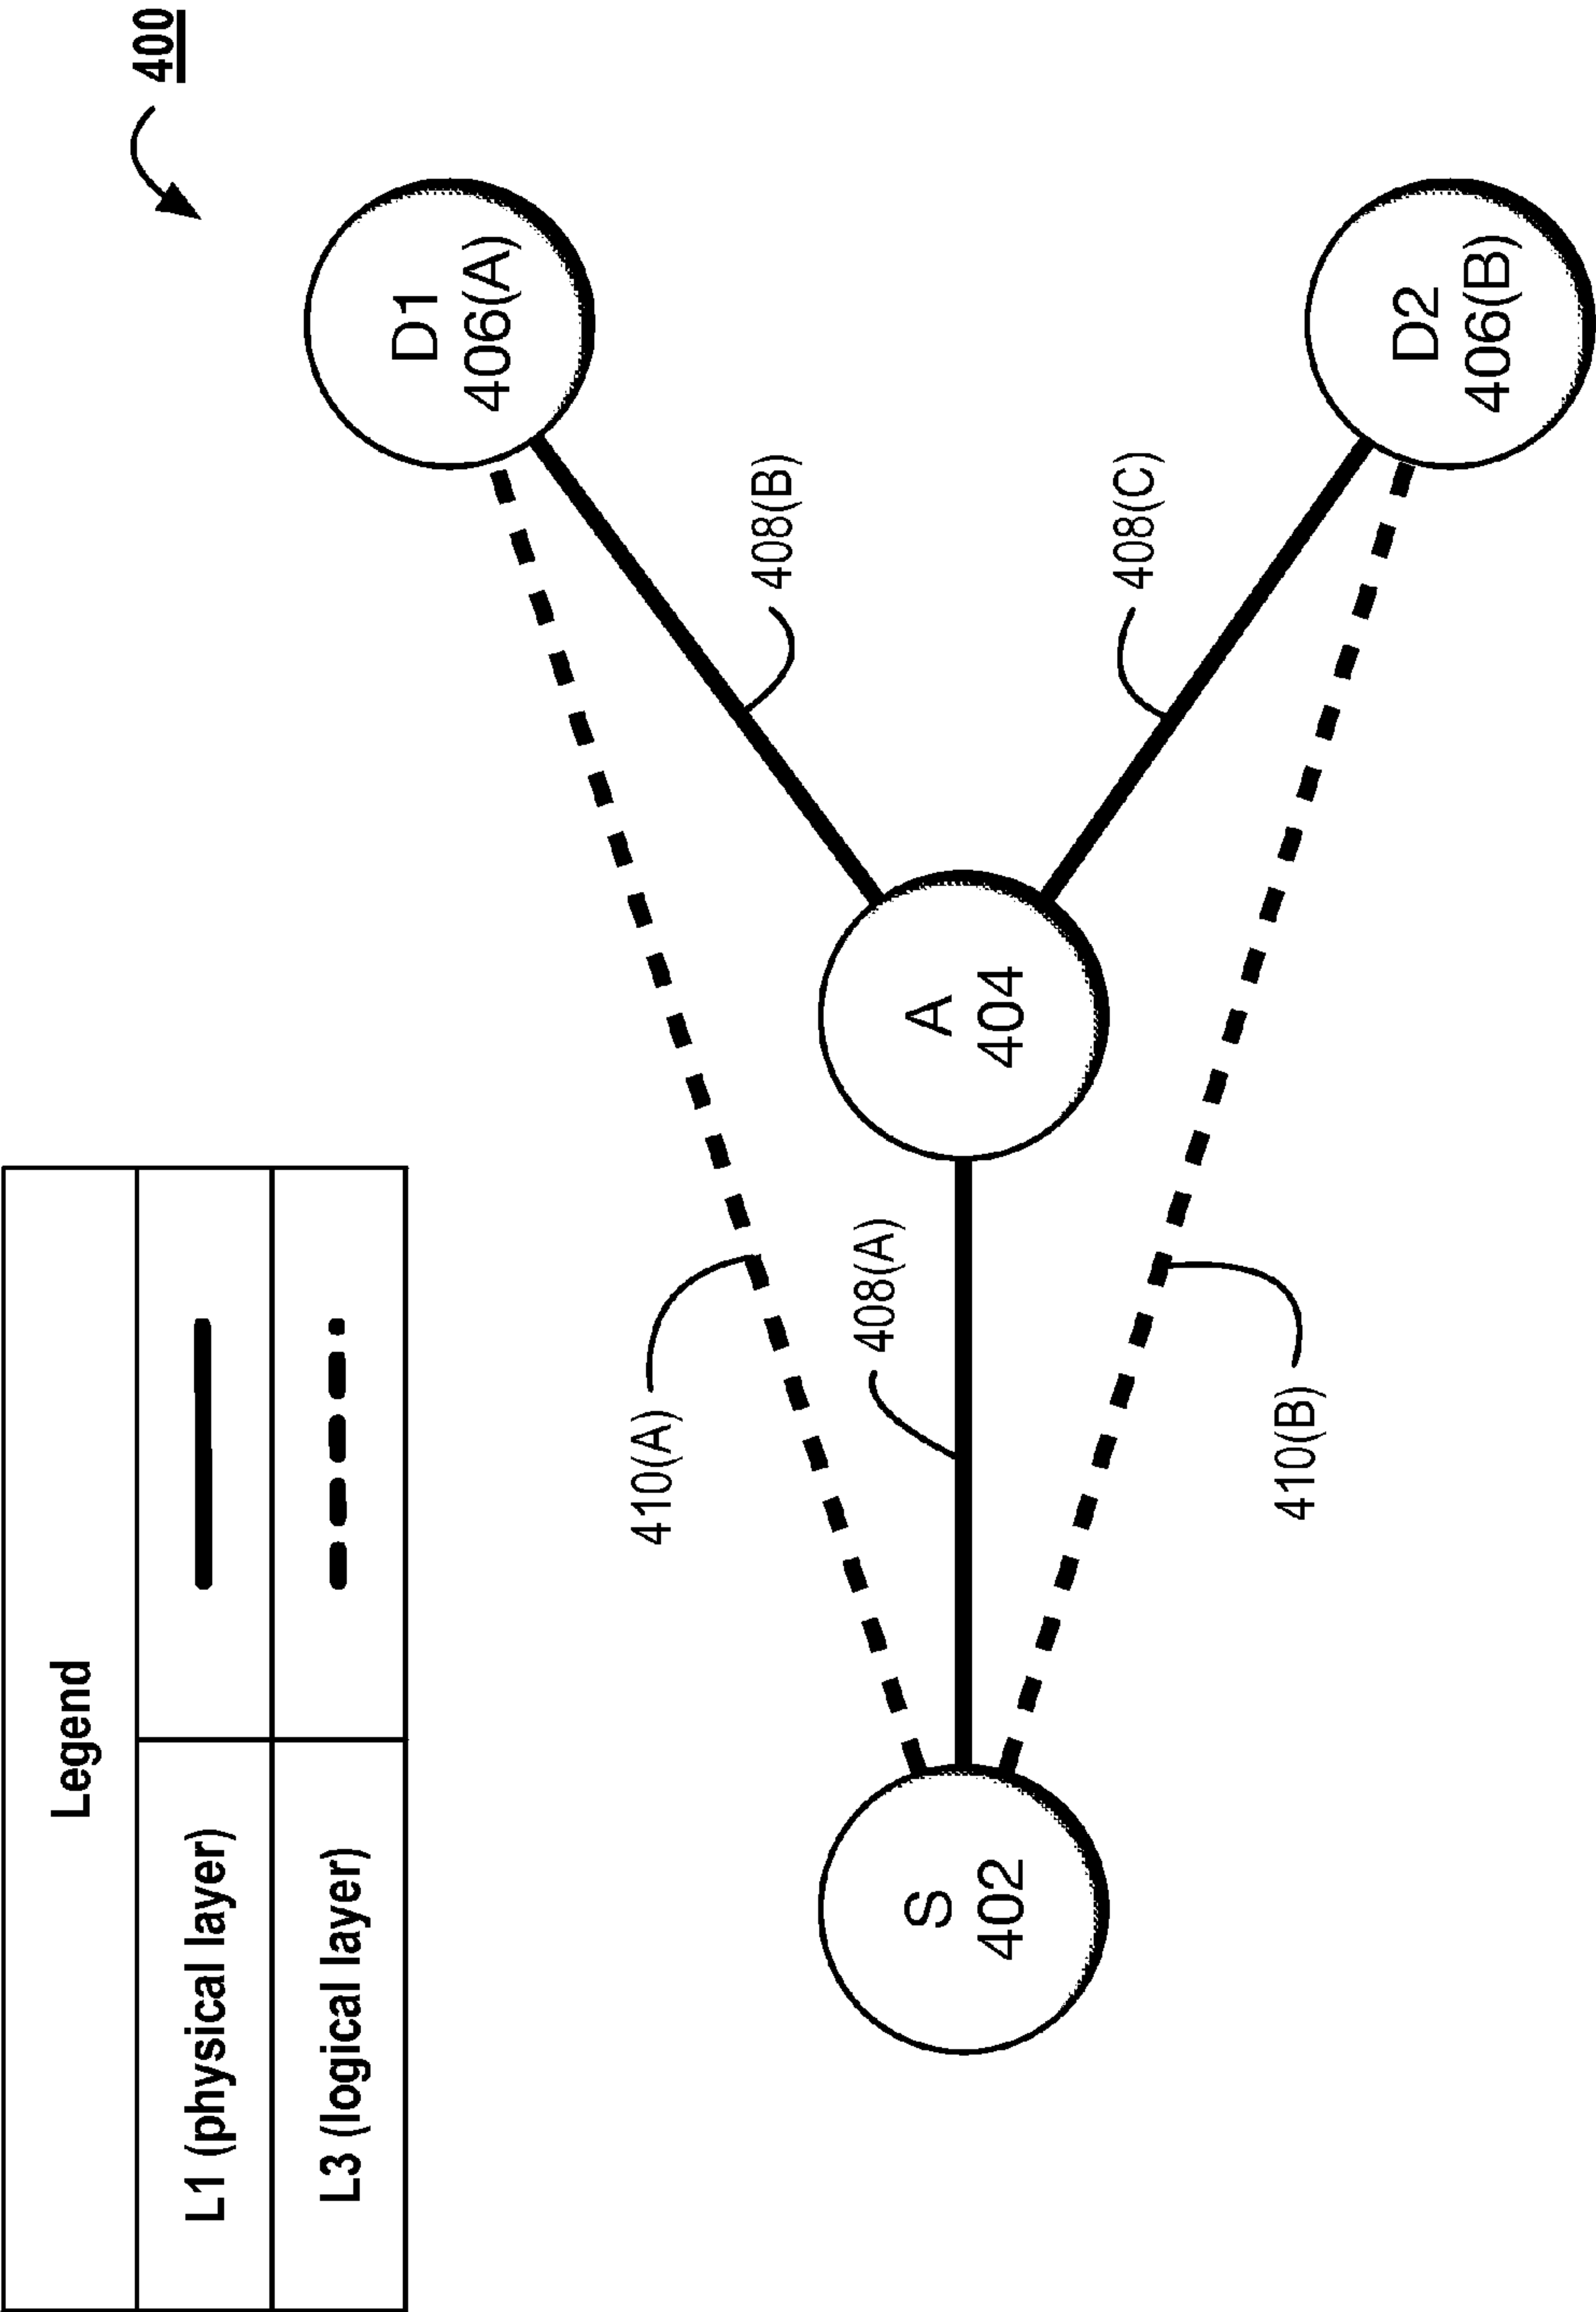 Legend
L1 (physical layer)
L3 (logical layer)
400
D1
406(A)
410(A)
408(B)
408(A)
S
402
A
404
408(C)
410(B)
D2
406(B)